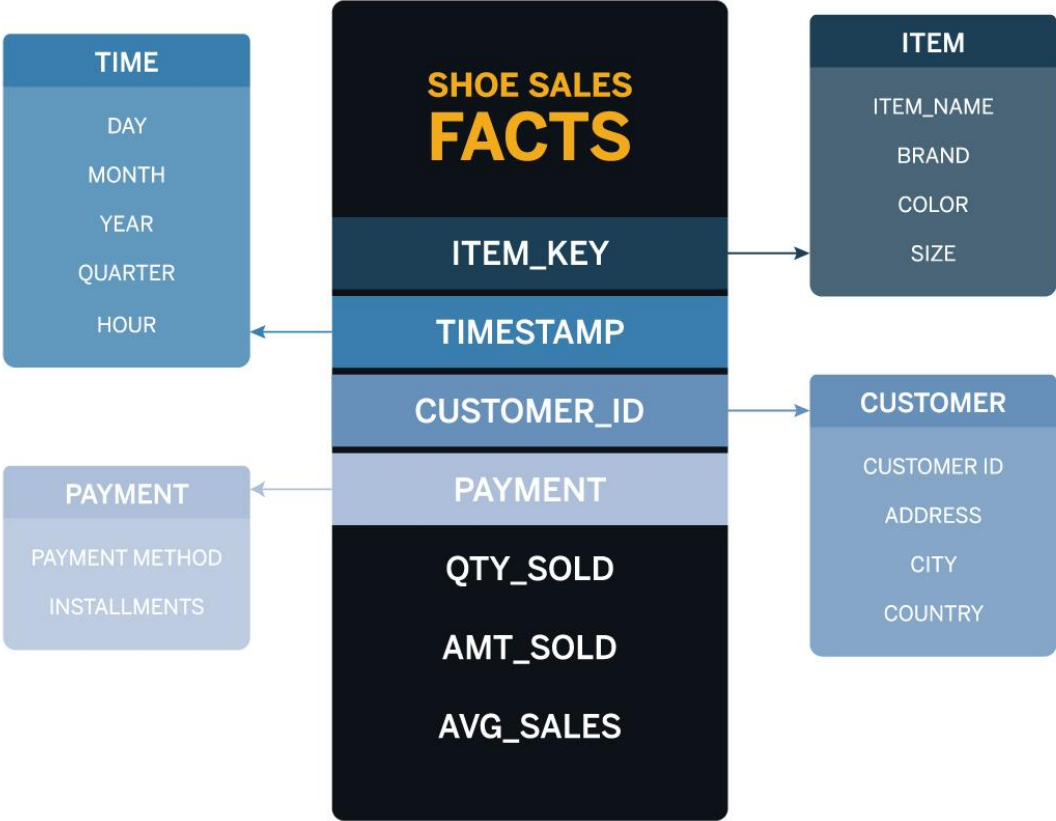 TIME
DAY
MONTH
YEAR
QUARTER
HOUR
PAYMENT
PAYMENT METHOD
INSTALLMENTS
SHOE SALES
FACTS
ITEM_KEY
TIMESTAMP
CUSTOMER_ID
PAYMENT
QTY_SOLD
AMT_SOLD
AVG_SALES
ITEM
ITEM_NAME
BRAND
COLOR
SIZE
CUSTOMER
CUSTOMER ID
ADDRESS
CITY
COUNTRY